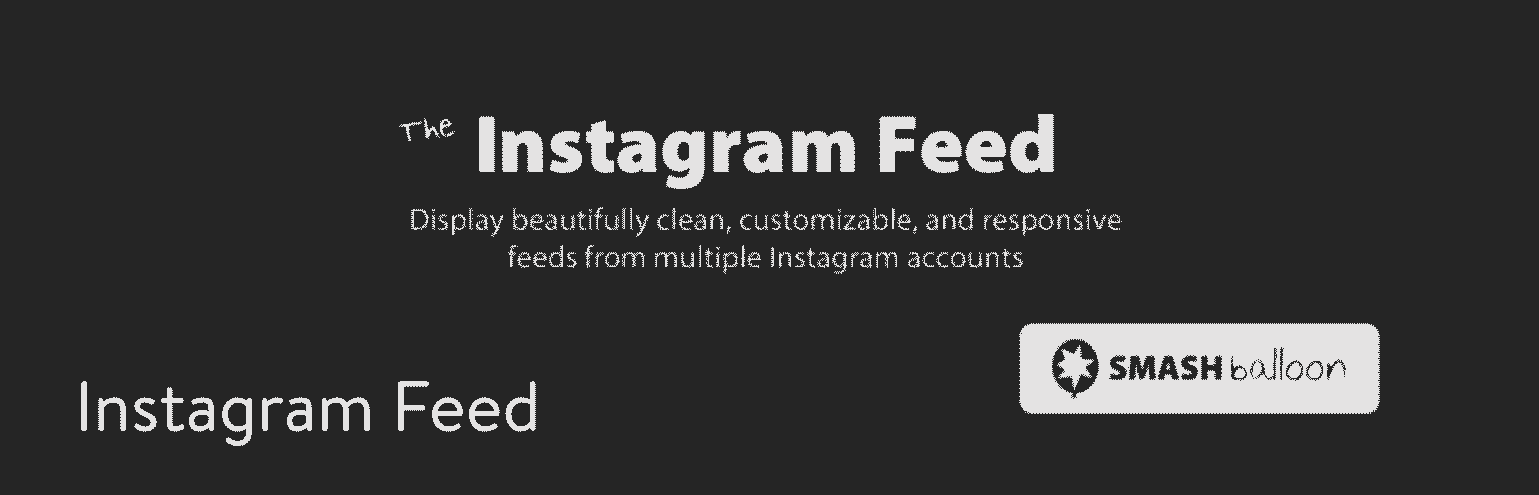 The Instagram Feed
Display beautifully clean, customizable, and responsive
feeds from multiple Instagram accounts
SMASH balloon
Instagram Feed